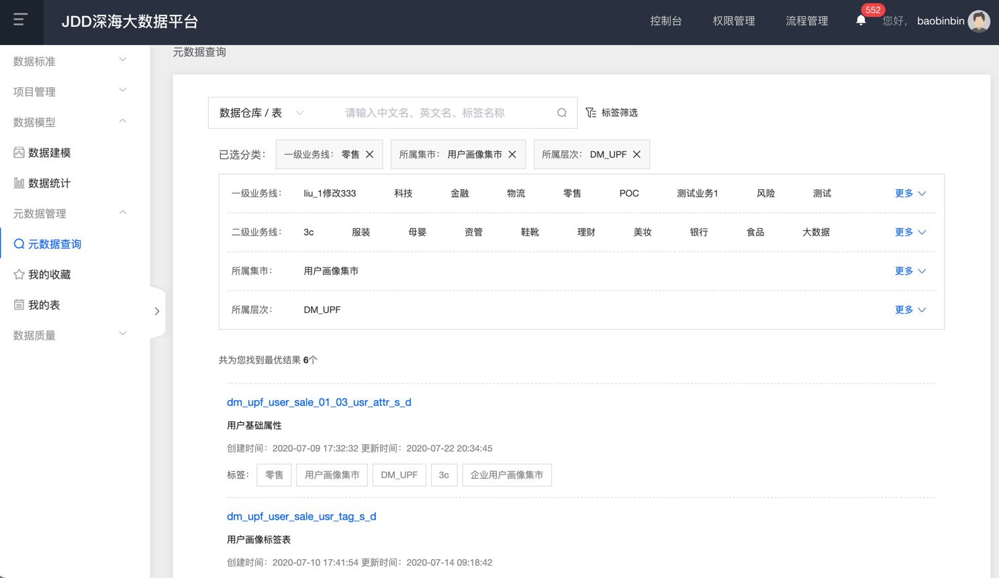 JDD深海大数据平台
控制台
权限管理
流程管理
552
您好，
baobinbin
数据标准
项目管理
数据模型
数据建模
数据统计
元数据管理
元数据查询
我的收藏
我的表
数据质量
元数据查询
数据仓库 / 表
请输入中文名、英文名、标签名称
标签筛选
已选分类： 一级业务线： 零售 所属集市： 用户画像集市 所属层次： DM_UPF
一级业务线： liu_1修改333 科技 金融 物流 零售 POC 测试业务1 风险 测试 更多
二级业务线： 3c 服装 母婴 资管 鞋靴 理财 美妆 银行 食品 大数据 更多
所属集市： 用户画像集市 更多
所属层次： DM_UPF 更多
共为您找到最优结果 6个
dm_upf_user_sale_01_03_usr_attr_s_d
用户基础属性
创建时间：2020-07-09 17:32:32 更新时间：2020-07-22 20:34:45
标签： 零售 用户画像集市 DM_UPF 3c 企业用户画像集市
dm_upf_user_sale_usr_tag_s_d
用户画像标签表
创建时间：2020-07-10 17:41:54 更新时间：2020-07-14 09:18:42